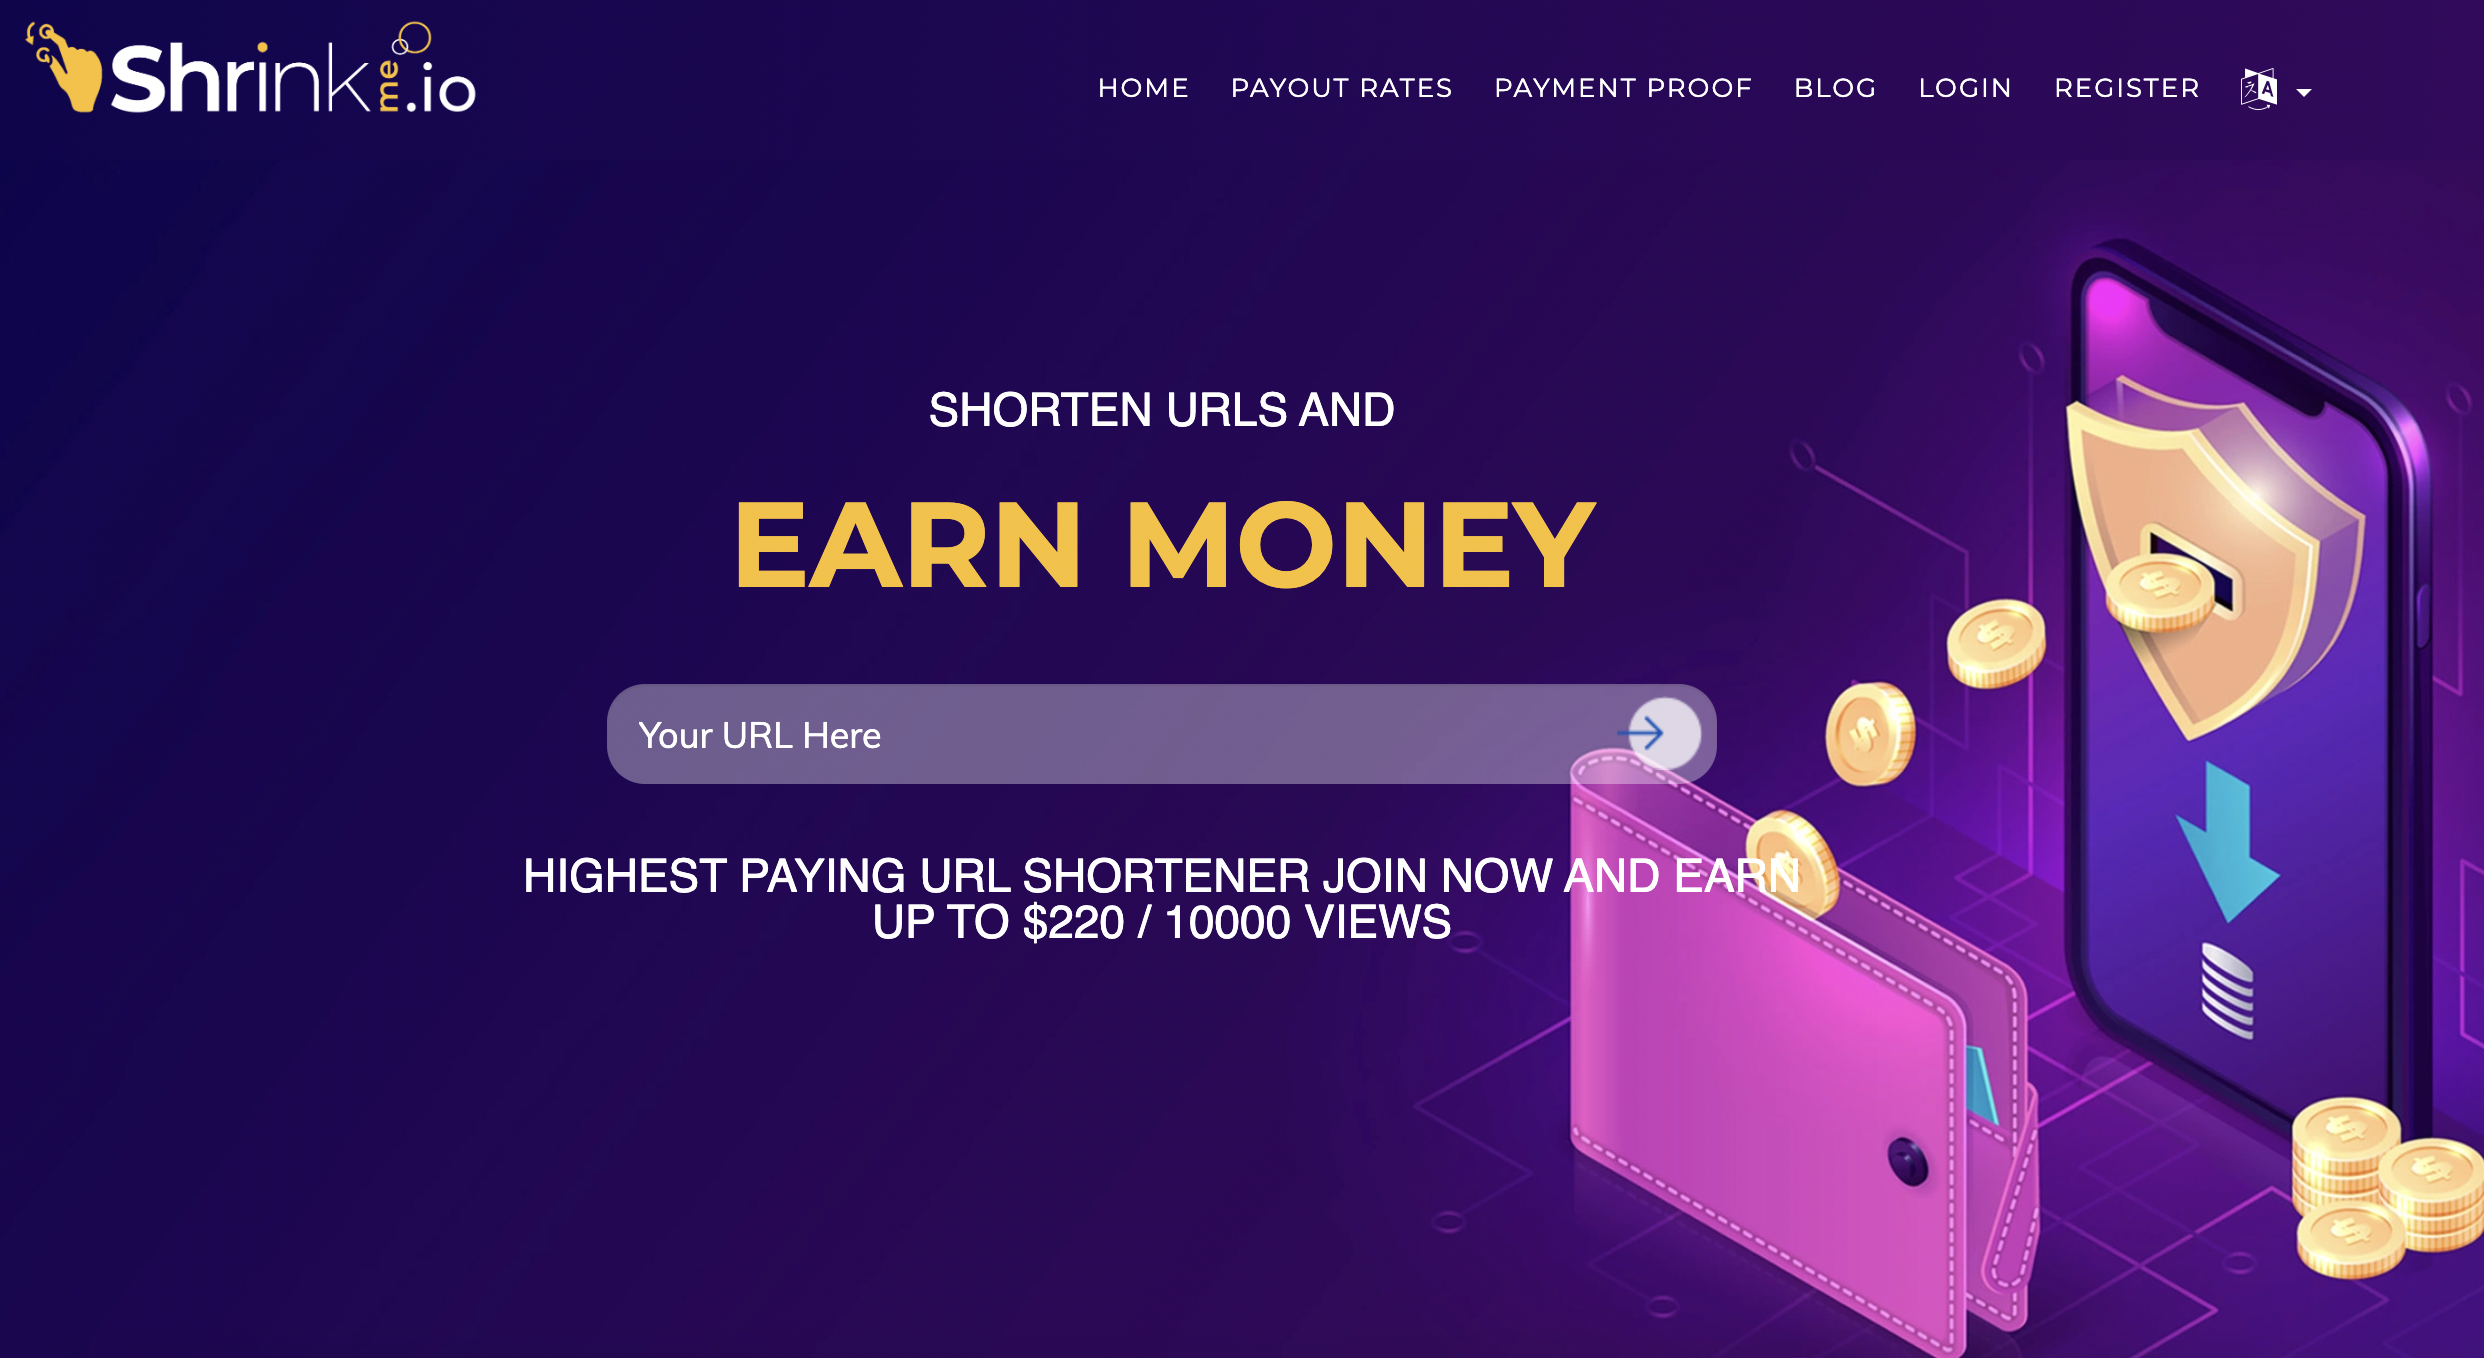 Shrinkme.io
HOME PAYOUT RATES PAYMENT PROOF BLOG LOGIN REGISTER
SHORTEN URLS AND
EARN MONEY
Your URL Here
HIGHEST PAYING URL SHORTENER JOIN NOW AND EARN
UP TO $220 / 10000 VIEWS